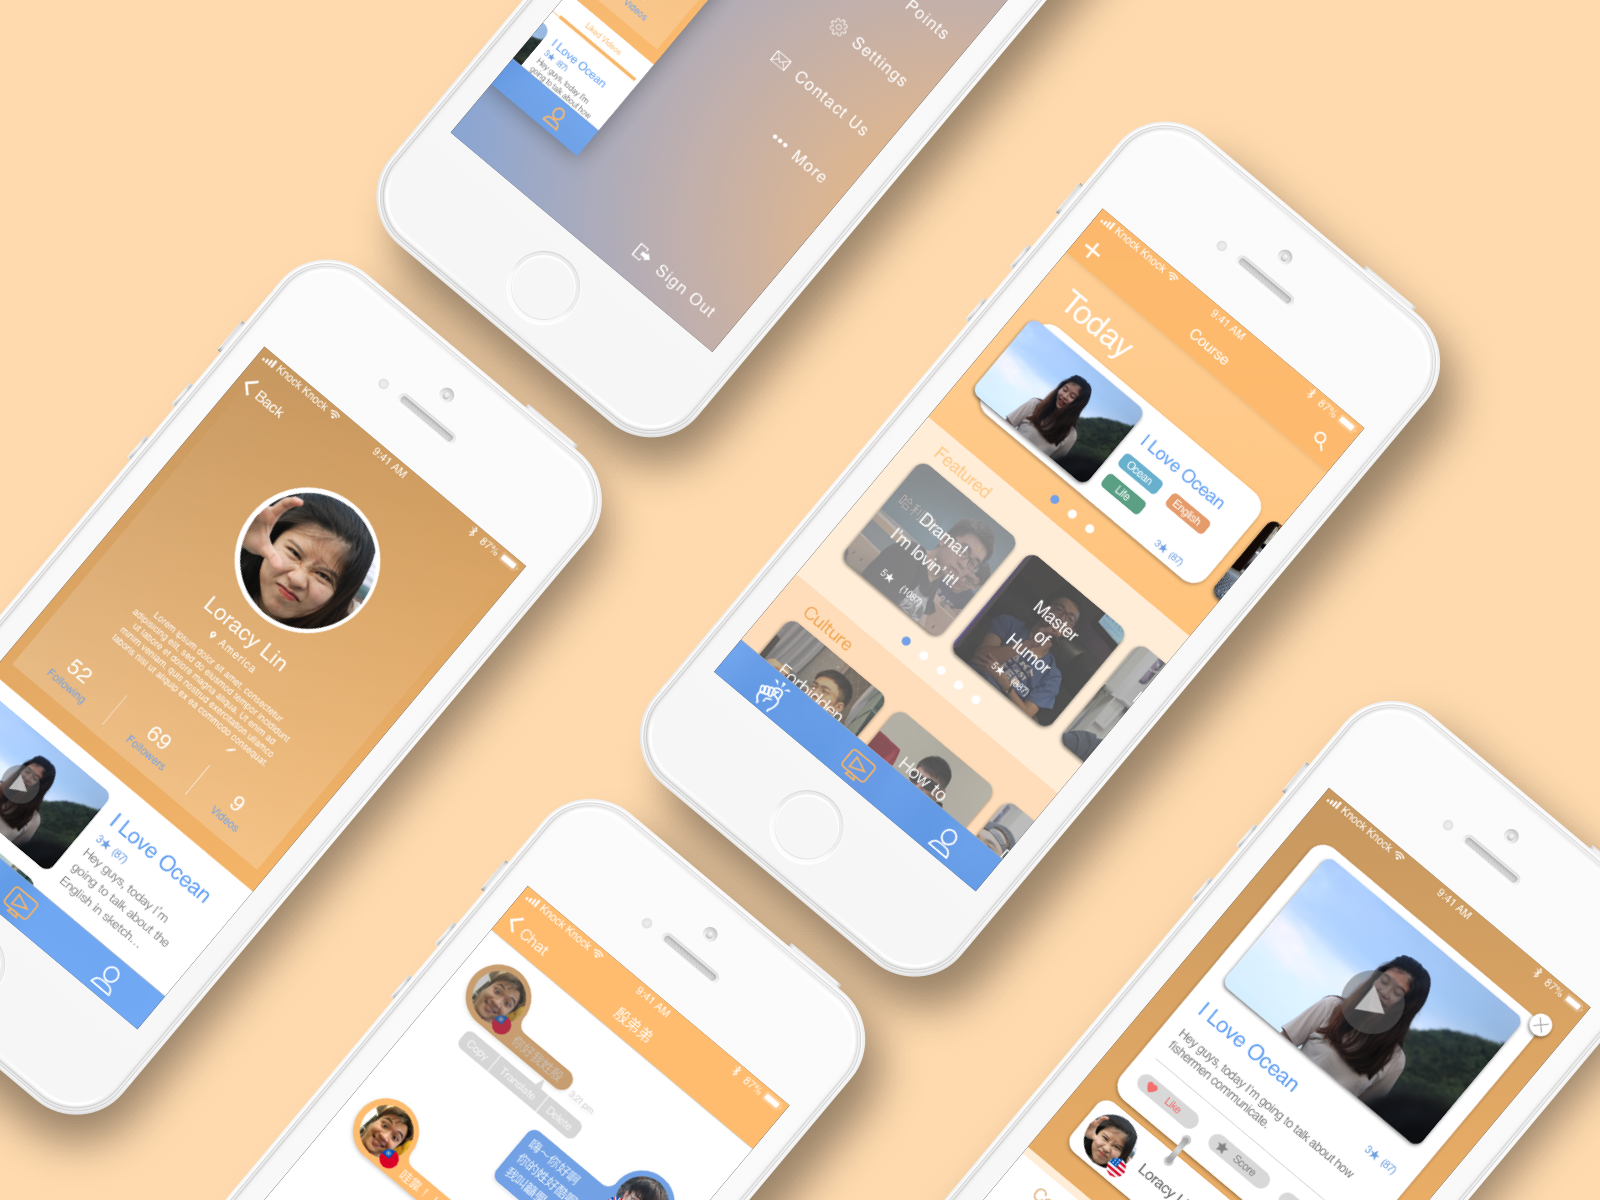 Videos
Liked Videos
I Love Ocean
3★ (87)
Hey guys, today I'm
going to talk about how
Points
Settings
Contact Us
More
Sign Out
Knock Knock
9:41 AM
87%
Back
Loracy Lin
America
Lorem ipsum dolor sit amet, consectetur
adipisicing elit, sed do eiusmod tempor incididunt
ut labore et dolore magna aliqua. Ut enim ad
minim veniam, quis nostrud exercitation ullamco
laboris nisi ut aliquip ex ea commodo consequat.
52
Following
69
Followers
9
Videos
I Love Ocean
3★ (87)
Hey guys, today I'm
going to talk about the
English in sketch...
Knock Knock
9:41 AM
87%
Course
Today
I Love Ocean
Ocean
English
Life
3★ (87)
Featured
Drama!
I'm lovin' it!
5★ (1087)
Master
of
Humor
5★ (887)
Culture
Forbidden
How to
Knock Knock
9:41 AM
87%
Chat
殷弟弟
你好我姓殷
3:21 pm
Copy
Translate
Delete
嗨～你好啊
你的姓好酷
我叫
Knock Knock
9:41 AM
87%
I Love Ocean
3★ (87)
Hey guys, today I'm going to talk about how
fishermen communicate.
Like
Score
Loracy L